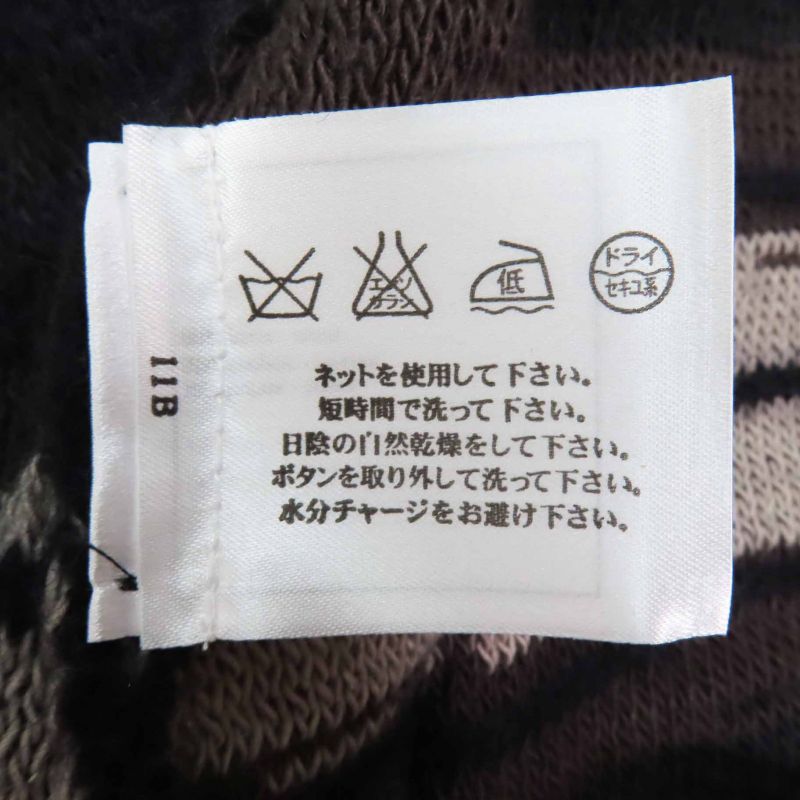 エンソ
サラシ
低
ドライ
セキユ系
ネットを使用して下さい。
短時間で洗って下さい。
日陰の自然乾燥をして下さい。
ボタンを取り外して洗って下さい。
水分チャージをお避け下さい。
11B